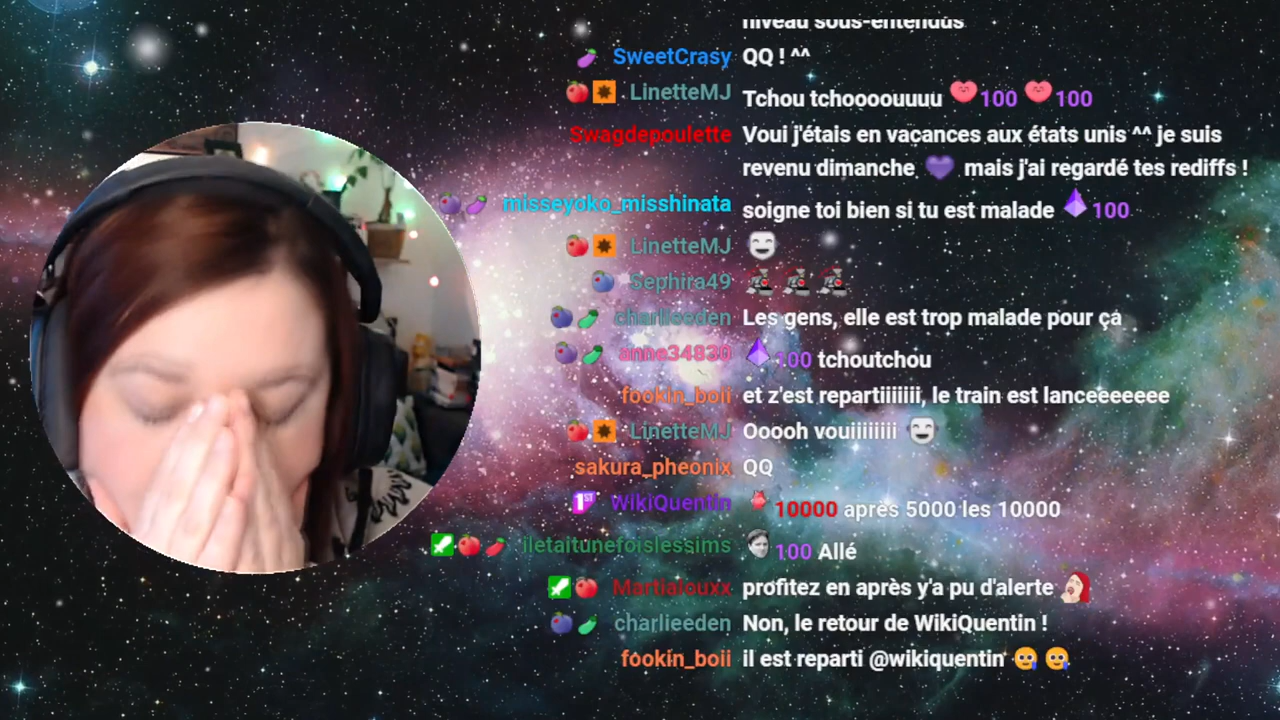 niveau sous-entendus
SweetCrasy QQ ! ^^
LinetteMJ Tchou tchoooouuuu 100 100
Swagdepoulette Voui j'étais en vacances aux états unis ^^ je suis
revenu dimanche mais j'ai regardé tes rediffs !
misseyoko_misshinata soigne toi bien si tu est malade 100
LinetteMJ
Sephira49
charlieeden Les gens, elle est trop malade pour ça
anne34830 100 tchoutchou
fookin_boii et z'est repartiiiiiii, le train est lanceeeeeee
LinetteMJ Ooooh vouiiiiiiii
sakura_pheonix QQ
1ST WikiQuentin 10000 après 5000 les 10000
iletaitunefoislessims 100 Allé
Martialouxx profitez en après y'a pu d'alerte
charlieeden Non, le retour de WikiQuentin !
fookin_boii il est reparti @wikiquentin